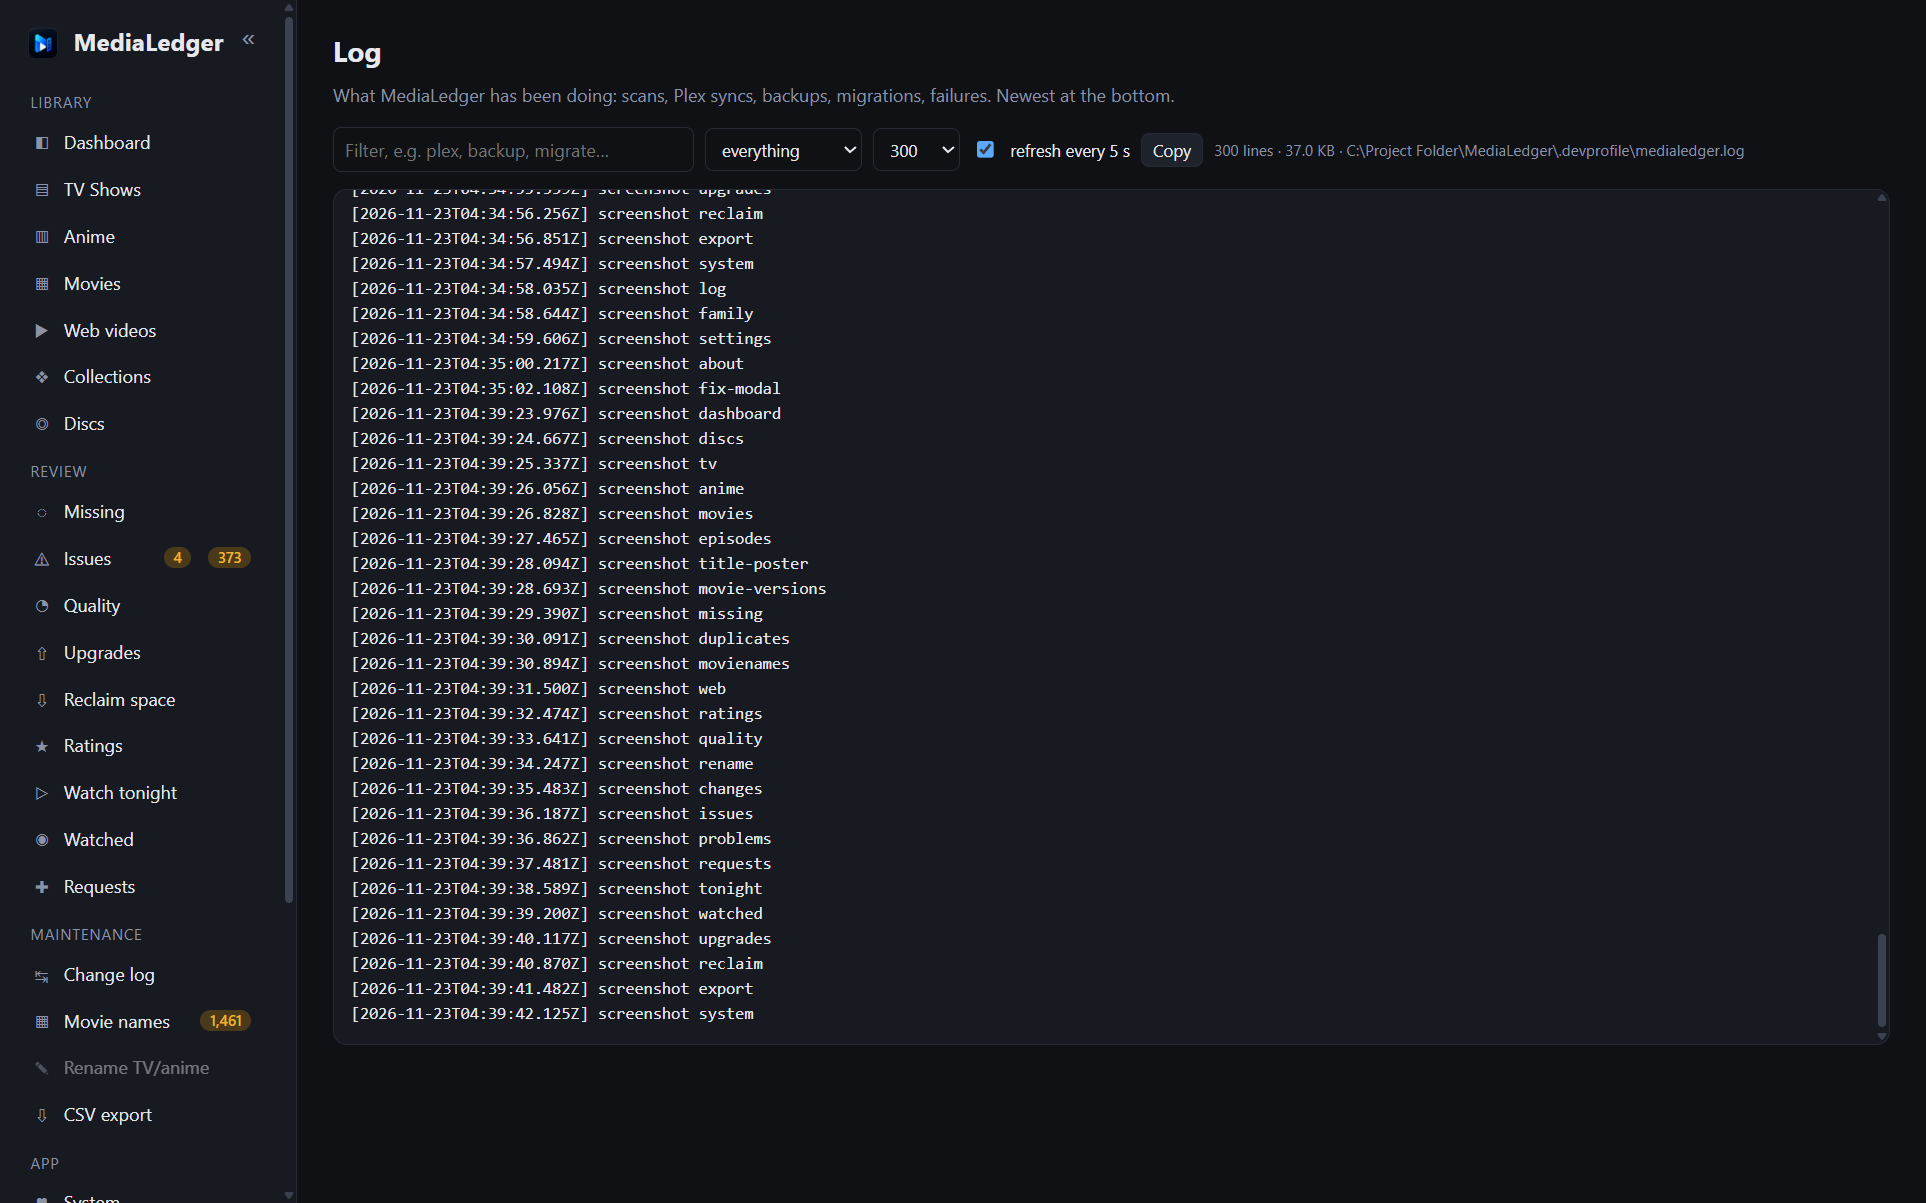 MediaLedger «
LIBRARY
Dashboard
TV Shows
Anime
Movies
Web videos
Collections
Discs
REVIEW
Missing
Issues 4 373
Quality
Upgrades
Reclaim space
Ratings
Watch tonight
Watched
Requests
MAINTENANCE
Change log
Movie names 1,461
Rename TV/anime
CSV export
APP
System
Log
What MediaLedger has been doing: scans, Plex syncs, backups, migrations, failures. Newest at the bottom.
Filter, e.g. plex, backup, migrate... everything 300 refresh every 5 s Copy 300 lines · 37.0 KB · C:\Project Folder\MediaLedger\.devprofile\medialedger.log
screenshot upgrades
[2026-11-23T04:34:56.256Z] screenshot reclaim
[2026-11-23T04:34:56.851Z] screenshot export
[2026-11-23T04:34:57.494Z] screenshot system
[2026-11-23T04:34:58.035Z] screenshot log
[2026-11-23T04:34:58.644Z] screenshot family
[2026-11-23T04:34:59.606Z] screenshot settings
[2026-11-23T04:35:00.217Z] screenshot about
[2026-11-23T04:35:02.108Z] screenshot fix-modal
[2026-11-23T04:39:23.976Z] screenshot dashboard
[2026-11-23T04:39:24.667Z] screenshot discs
[2026-11-23T04:39:25.337Z] screenshot tv
[2026-11-23T04:39:26.056Z] screenshot anime
[2026-11-23T04:39:26.828Z] screenshot movies
[2026-11-23T04:39:27.465Z] screenshot episodes
[2026-11-23T04:39:28.094Z] screenshot title-poster
[2026-11-23T04:39:28.693Z] screenshot movie-versions
[2026-11-23T04:39:29.390Z] screenshot missing
[2026-11-23T04:39:30.091Z] screenshot duplicates
[2026-11-23T04:39:30.894Z] screenshot movienames
[2026-11-23T04:39:31.500Z] screenshot web
[2026-11-23T04:39:32.474Z] screenshot ratings
[2026-11-23T04:39:33.641Z] screenshot quality
[2026-11-23T04:39:34.247Z] screenshot rename
[2026-11-23T04:39:35.483Z] screenshot changes
[2026-11-23T04:39:36.187Z] screenshot issues
[2026-11-23T04:39:36.862Z] screenshot problems
[2026-11-23T04:39:37.481Z] screenshot requests
[2026-11-23T04:39:38.589Z] screenshot tonight
[2026-11-23T04:39:39.200Z] screenshot watched
[2026-11-23T04:39:40.117Z] screenshot upgrades
[2026-11-23T04:39:40.870Z] screenshot reclaim
[2026-11-23T04:39:41.482Z] screenshot export
[2026-11-23T04:39:42.125Z] screenshot system